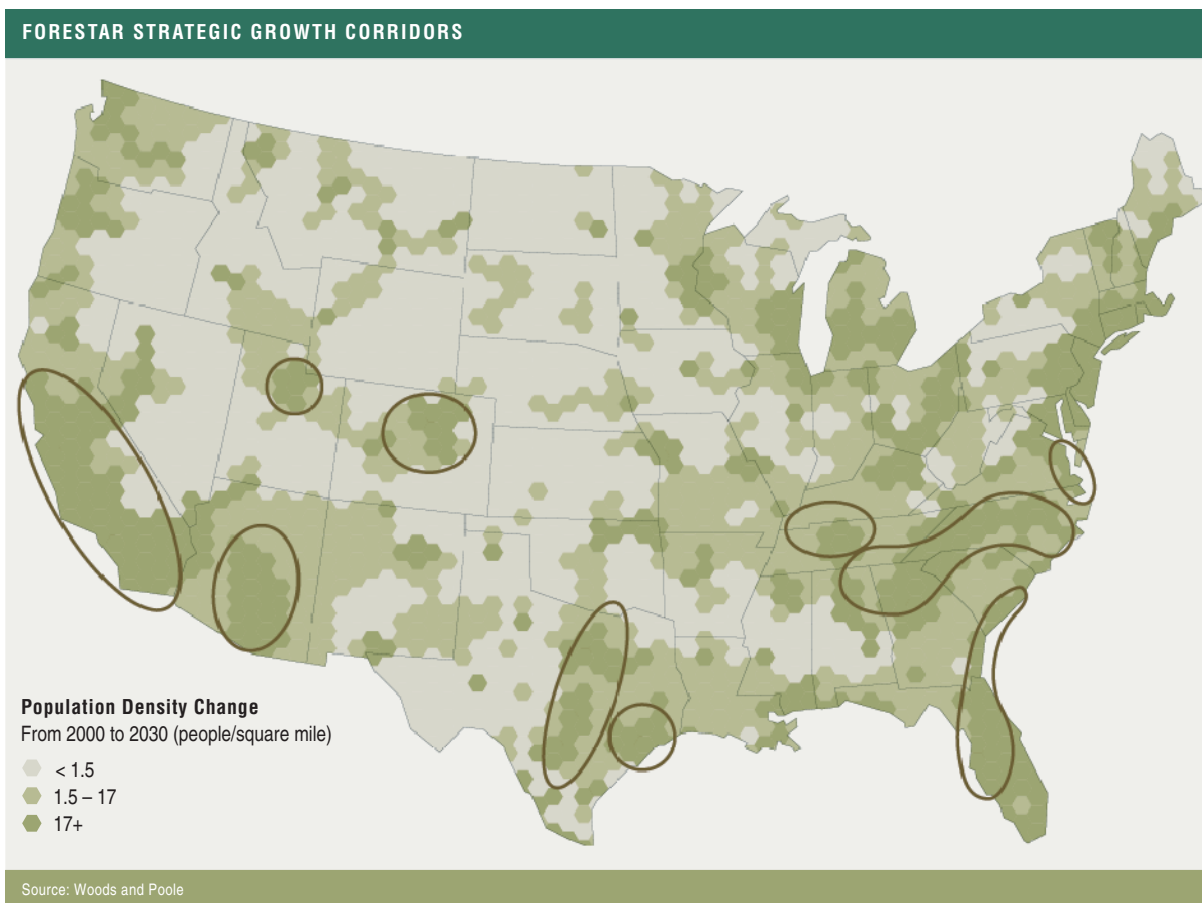 FORESTAR STRATEGIC GROWTH CORRIDORS
Population Density Change
From 2000 to 2030 (people/square mile)
< 1.5
1.5 – 17
17+
Source: Woods and Poole